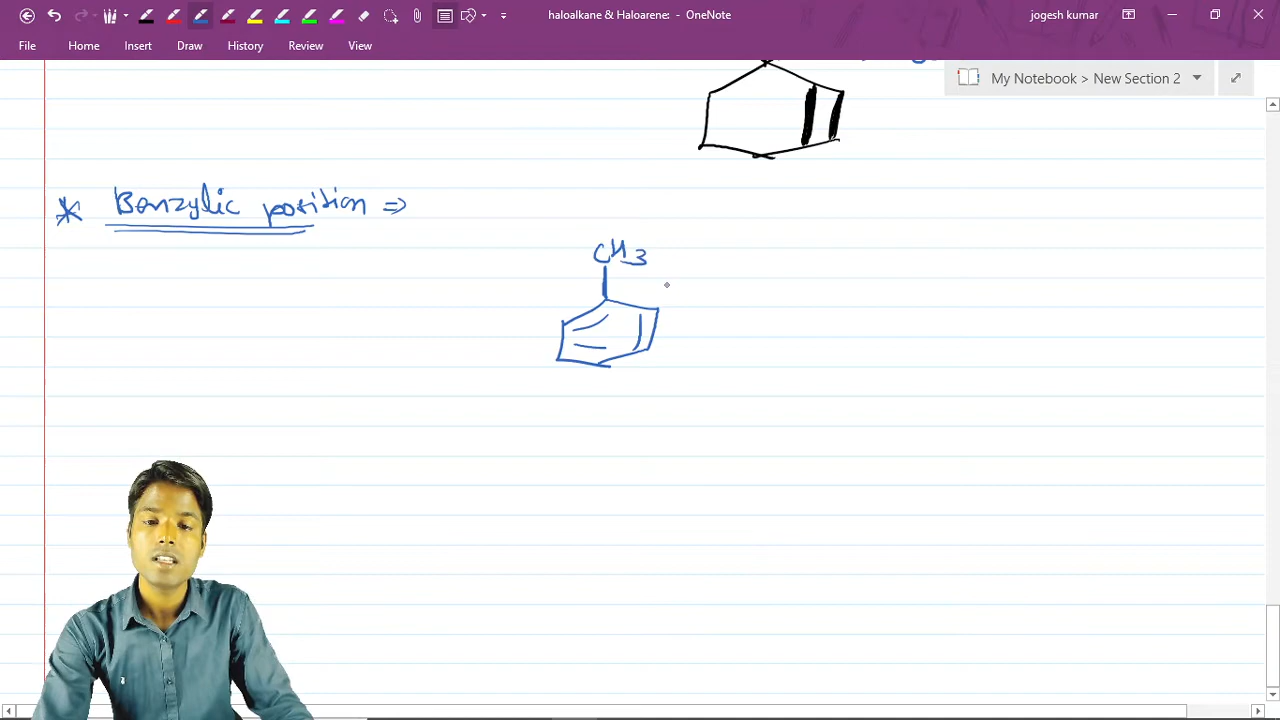 haloalkane & Haloarene: - OneNote
jogesh kumar
File Home Insert Draw History Review View
My Notebook > New Section 2
* Benzylic position ⇒
CH3